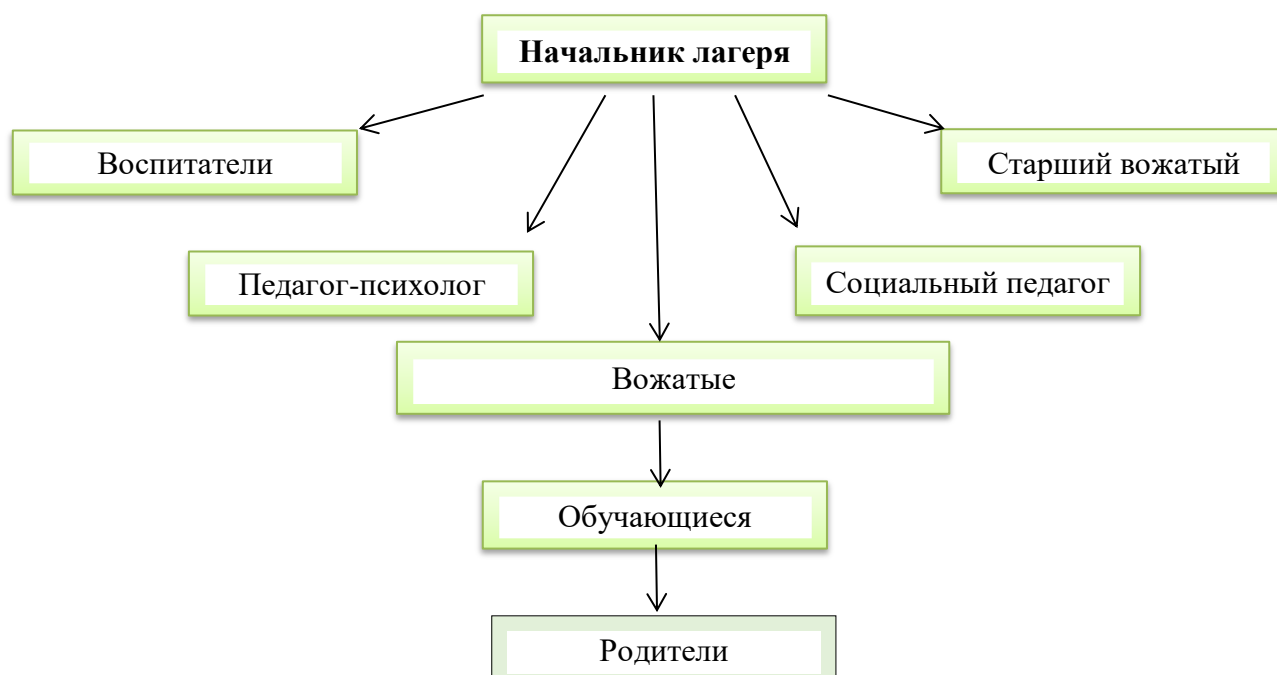 Начальник лагеря
Воспитатели
Старший вожатый
Педагог-психолог
Социальный педагог
Вожатые
Обучающиеся
Родители